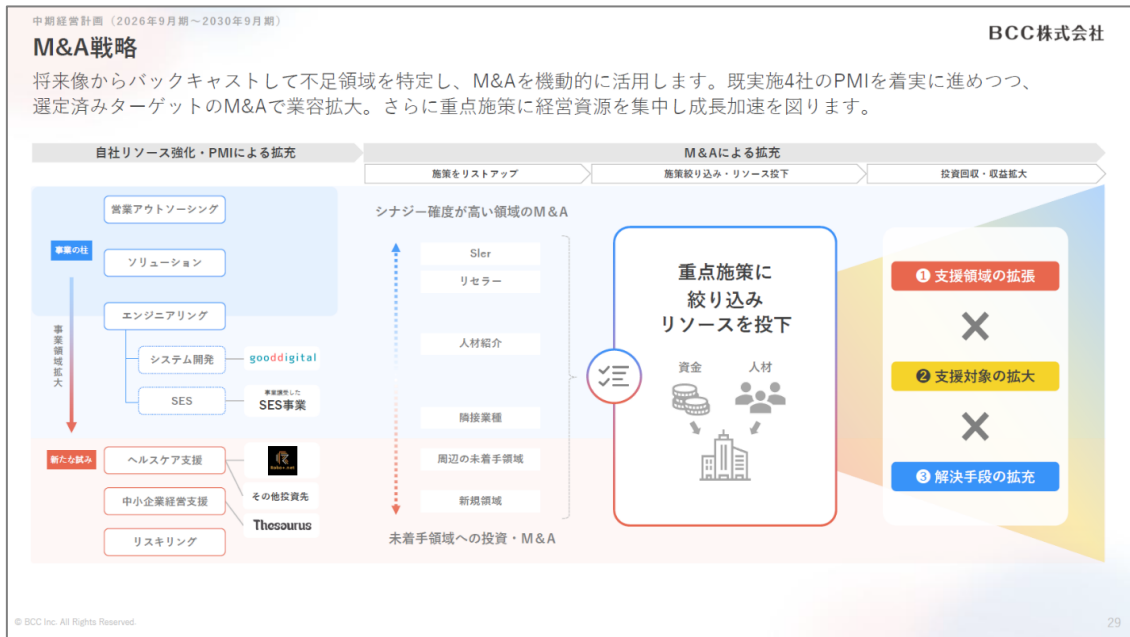 中期経営計画（2026年9月期～2030年9月期）
BCC株式会社
M&A戦略
将来像からバックキャストして不足領域を特定し、M&Aを機動的に活用します。既実施4社のPMIを着実に進めつつ、
選定済みターゲットのM&Aで業容拡大。さらに重点施策に経営資源を集中し成長加速を図ります。
自社リソース強化・PMIによる拡充
M&Aによる拡充
施策をリストアップ
施策絞り込み・リソース投下
投資回収・収益拡大
事業の柱
事業領域拡大
新たな試み
営業アウトソーシング
ソリューション
エンジニアリング
システム開発
gooddigital
SES
事業譲受した
SES事業
ヘルスケア支援
その他投資先
中小企業経営支援
Thesaurus
リスキリング
シナジー確度が高い領域のM&A
SIer
リセラー
人材紹介
隣接業種
周辺の未着手領域
新規領域
未着手領域への投資・M&A
重点施策に
絞り込み
リソースを投下
資金
人材
❶ 支援領域の拡張
❷ 支援対象の拡大
❸ 解決手段の拡充
© BCC Inc. All Rights Reserved.
29